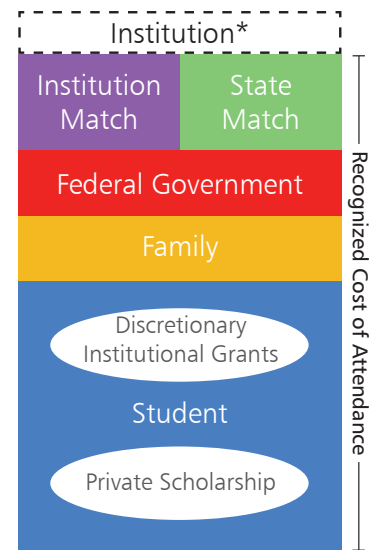 Institution*
Institution
Match
State
Match
Federal Government
Family
Discretionary
Institutional Grants
Student
Private Scholarship
Recognized Cost of Attendance